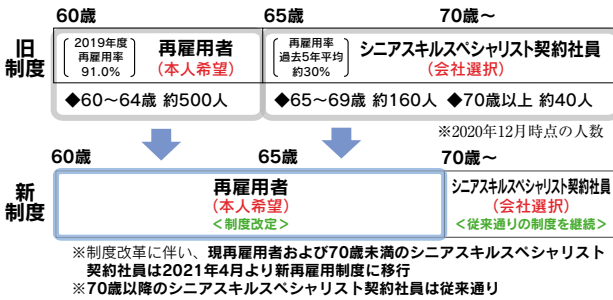 60歳 65歳 70歳～
旧制度
2019年度再雇用率91.0%
再雇用者
(本人希望)
再雇用率過去5年平均約30%
シニアスキルスペシャリスト契約社員
(会社選択)
◆60～64歳 約500人
◆65～69歳 約160人 ◆70歳以上 約40人
※2020年12月時点の人数
60歳 65歳 70歳～
新制度
再雇用者
(本人希望)
＜制度改定＞
シニアスキルスペシャリスト契約社員
(会社選択)
＜従来通りの制度を継続＞
※制度改革に伴い、現再雇用者および70歳未満のシニアスキルスペシャリスト
契約社員は2021年4月より新再雇用制度に移行
※70歳以降のシニアスキルスペシャリスト契約社員は従来通り